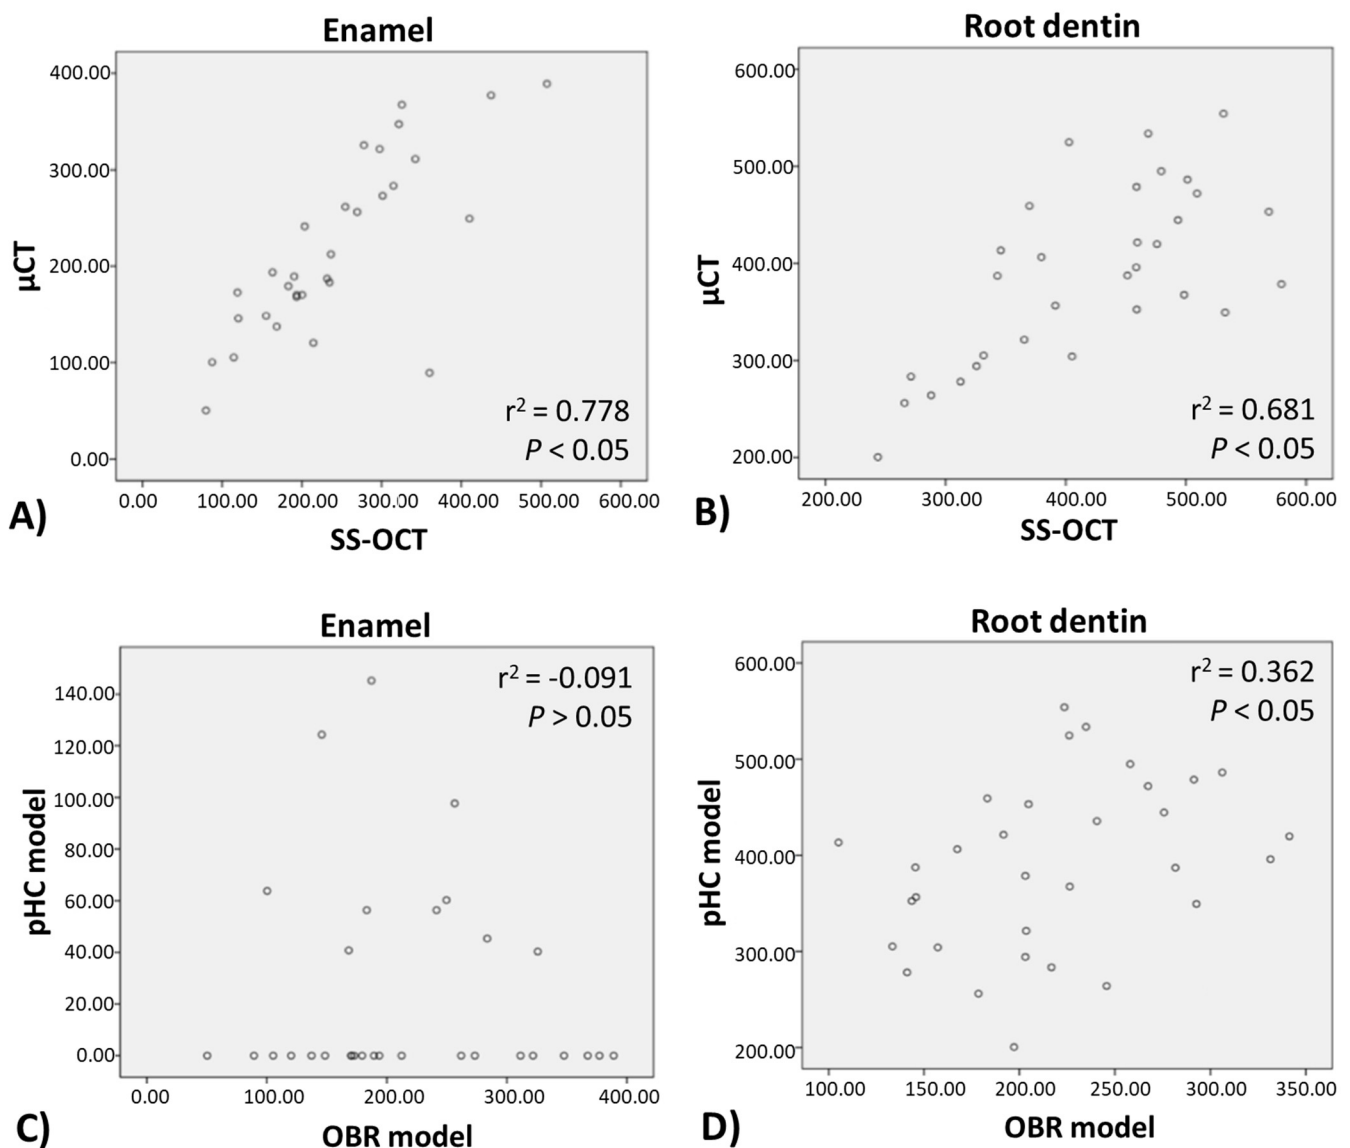 Enamel
400.00
300.00
200.00
100.00
0.00
µCT
r² = 0.778
P < 0.05
0.00 100.00 200.00 300.00 400.00 500.00 600.00
SS-OCT
A)
Root dentin
600.00
500.00
400.00
300.00
200.00
µCT
r² = 0.681
P < 0.05
200.00 300.00 400.00 500.00 600.00
SS-OCT
B)
Enamel
140.00
120.00
100.00
80.00
60.00
40.00
20.00
0.00
pHC model
r² = -0.091
P > 0.05
0.00 100.00 200.00 300.00 400.00
OBR model
C)
Root dentin
600.00
500.00
400.00
300.00
200.00
pHC model
r² = 0.362
P < 0.05
100.00 150.00 200.00 250.00 300.00 350.00
OBR model
D)